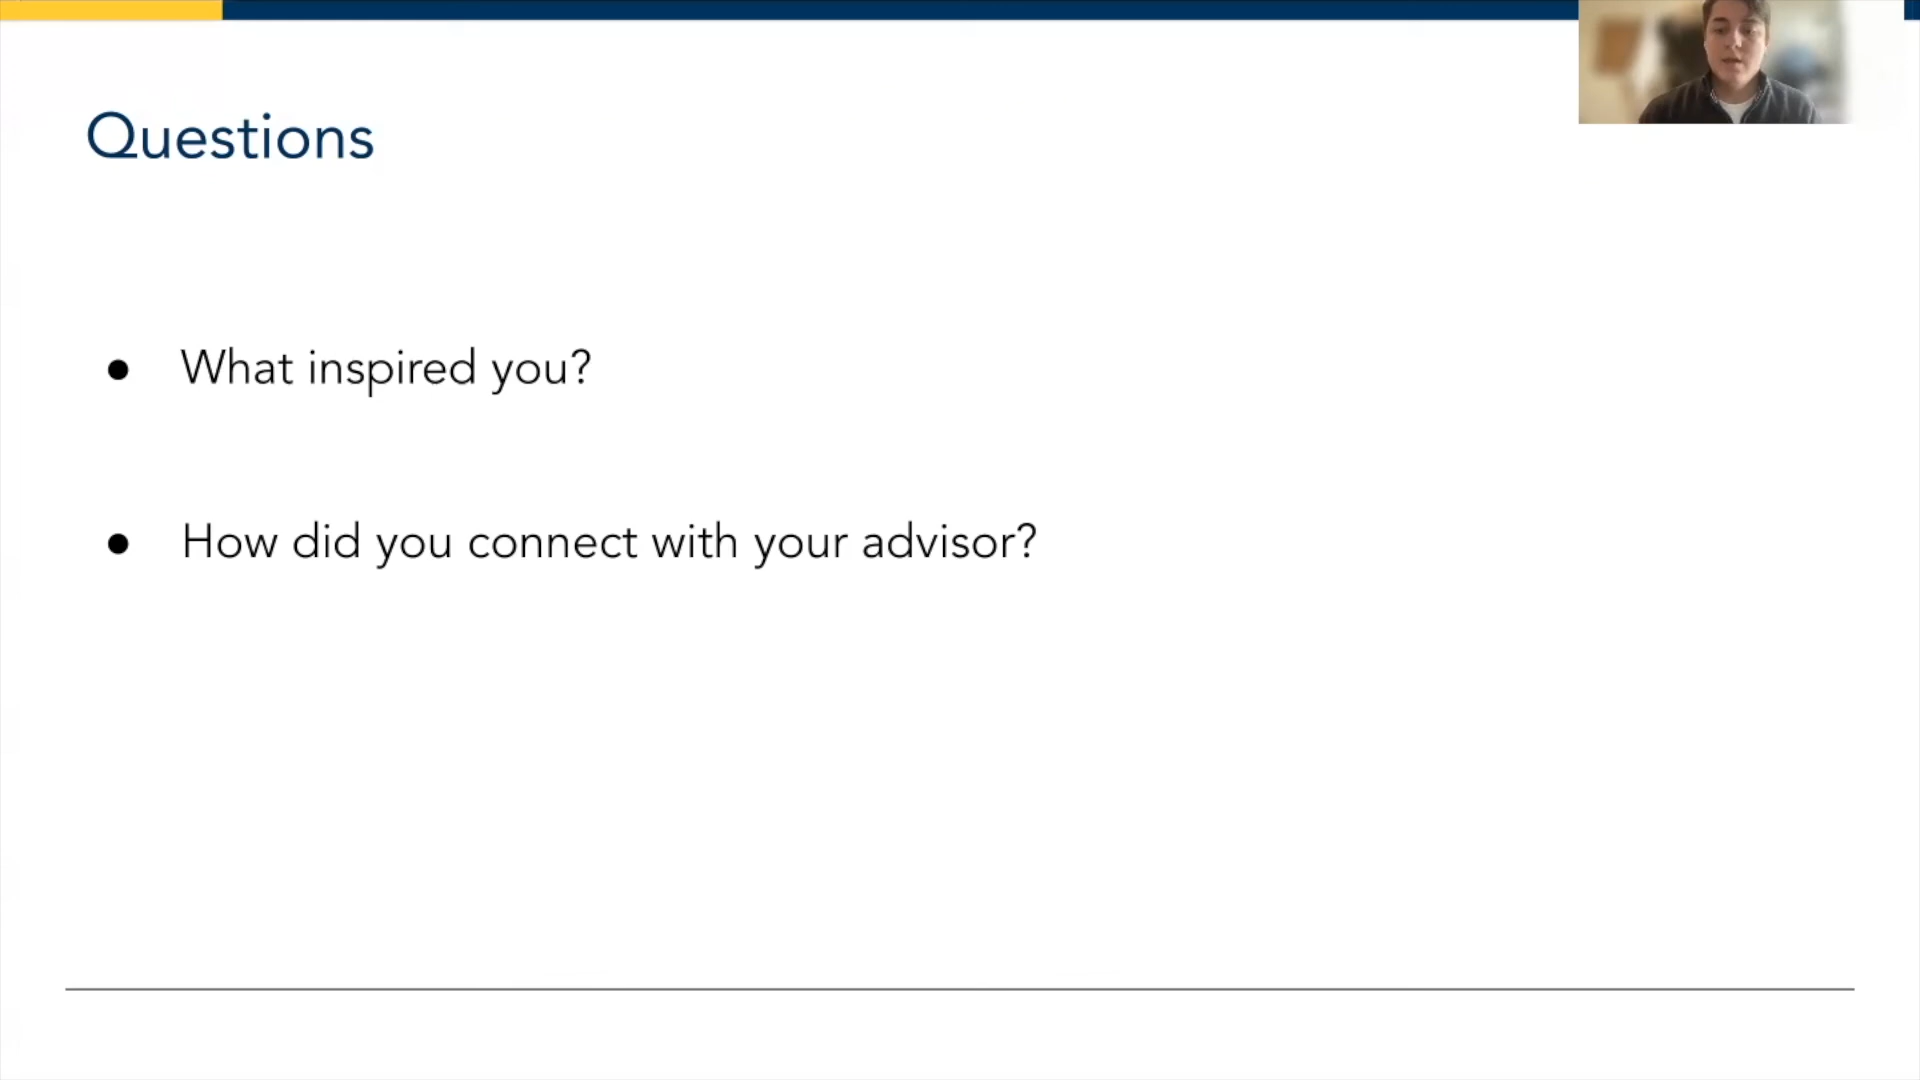 Questions
● What inspired you?
● How did you connect with your advisor?